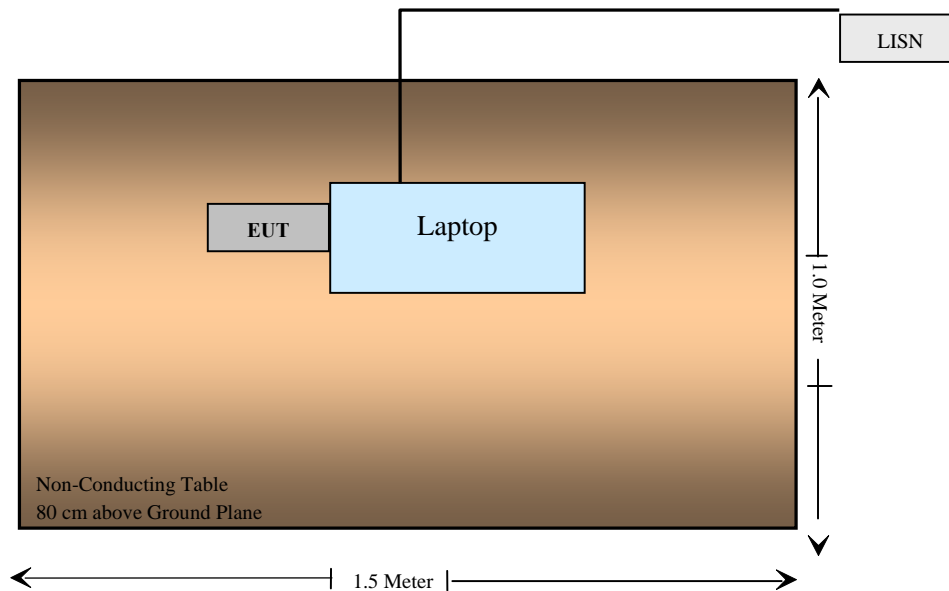 LISN
EUT
Laptop
1.0 Meter
Non-Conducting Table
80 cm above Ground Plane
1.5 Meter